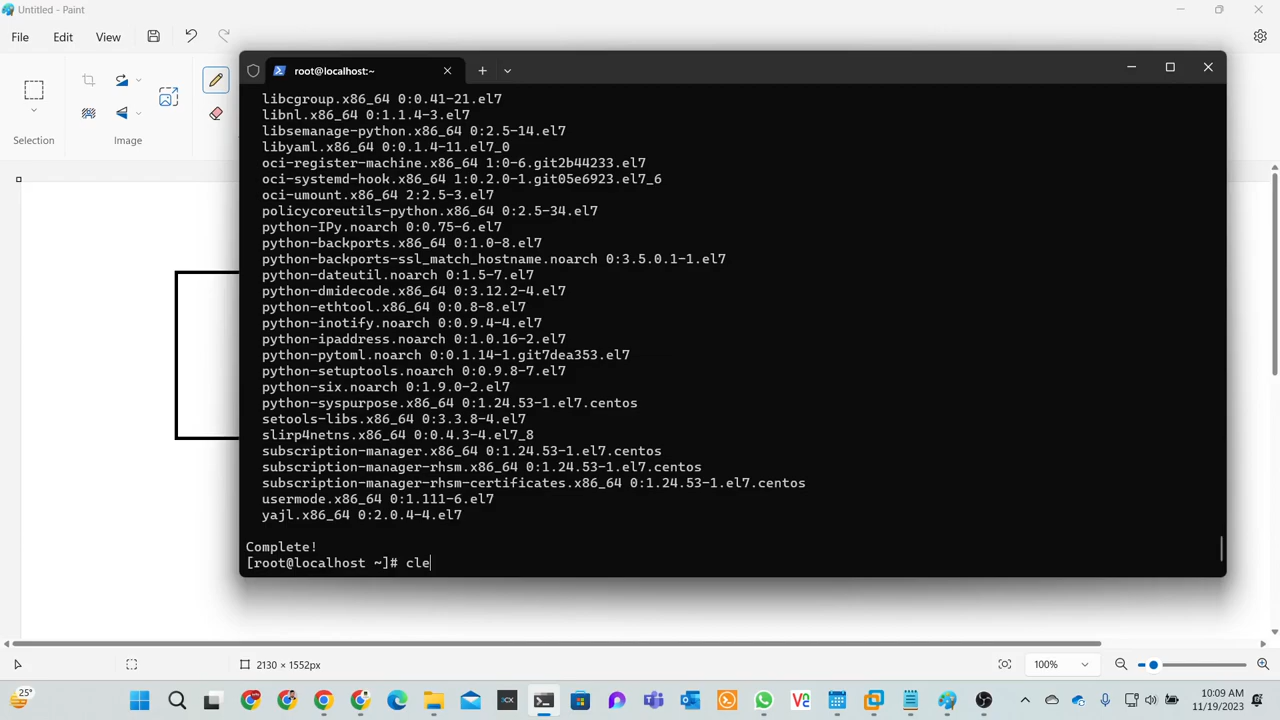 Untitled - Paint
File Edit View
root@localhost:~
Selection
Image
libcgroup.x86_64 0:0.41-21.el7
libnl.x86_64 0:1.1.4-3.el7
libsemanage-python.x86_64 0:2.5-14.el7
libyaml.x86_64 0:0.1.4-11.el7_0
oci-register-machine.x86_64 1:0-6.git2b44233.el7
oci-systemd-hook.x86_64 1:0.2.0-1.git05e6923.el7_6
oci-umount.x86_64 2:2.5-3.el7
policycoreutils-python.x86_64 0:2.5-34.el7
python-IPy.noarch 0:0.75-6.el7
python-backports.x86_64 0:1.0-8.el7
python-backports-ssl_match_hostname.noarch 0:3.5.0.1-1.el7
python-dateutil.noarch 0:1.5-7.el7
python-dmidecode.x86_64 0:3.12.2-4.el7
python-ethtool.x86_64 0:0.8-8.el7
python-inotify.noarch 0:0.9.4-4.el7
python-ipaddress.noarch 0:1.0.16-2.el7
python-pytoml.noarch 0:0.1.14-1.git7dea353.el7
python-setuptools.noarch 0:0.9.8-7.el7
python-six.noarch 0:1.9.0-2.el7
python-syspurpose.x86_64 0:1.24.53-1.el7.centos
setools-libs.x86_64 0:3.3.8-4.el7
slirp4netns.x86_64 0:0.4.3-4.el7_8
subscription-manager.x86_64 0:1.24.53-1.el7.centos
subscription-manager-rhsm.x86_64 0:1.24.53-1.el7.centos
subscription-manager-rhsm-certificates.x86_64 0:1.24.53-1.el7.centos
usermode.x86_64 0:1.111-6.el7
yajl.x86_64 0:2.0.4-4.el7
Complete!
[root@localhost ~]# cle
2130 × 1552px
100%
25°
10:09 AM
11/19/2023